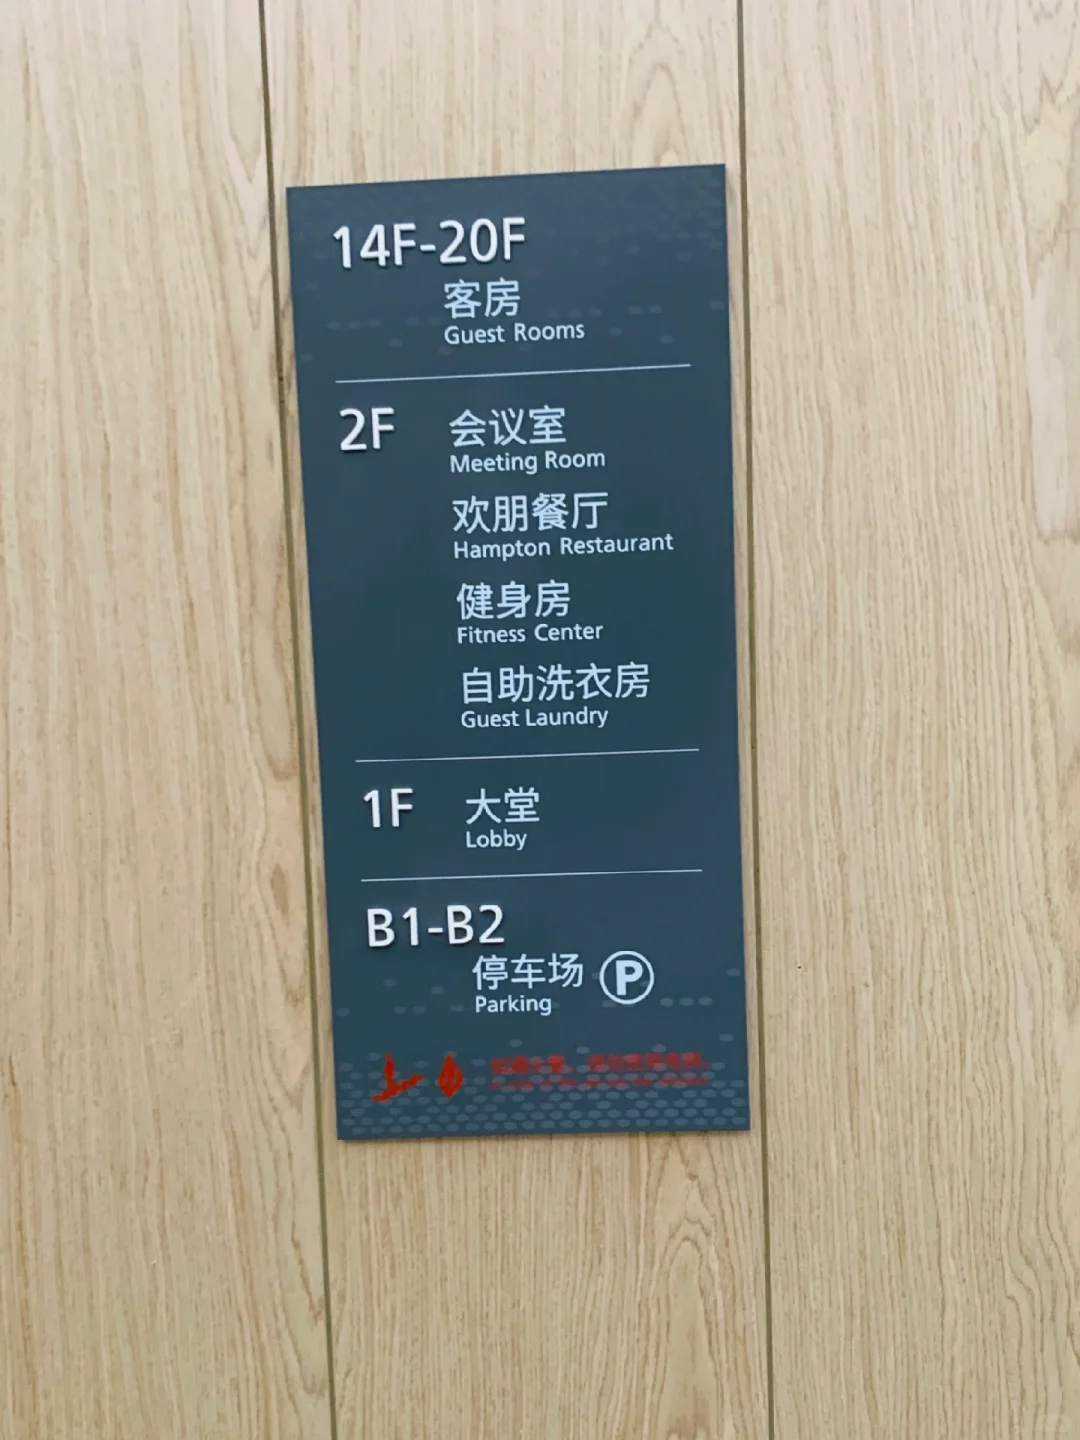 14F-20F
客房
Guest Rooms
2F 会议室
Meeting Room
欢朋餐厅
Hampton Restaurant
健身房
Fitness Center
自助洗衣房
Guest Laundry
1F 大堂
Lobby
B1-B2
停车场 P
Parking